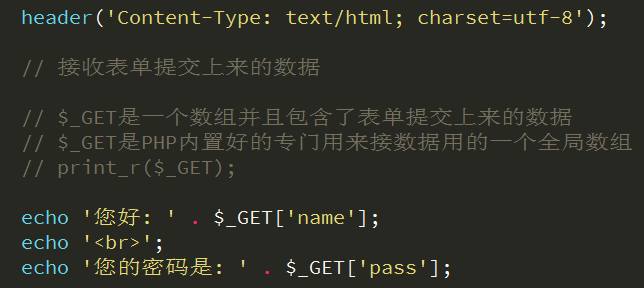 header('Content-Type: text/html; charset=utf-8');
// 接收表单提交上来的数据
// $_GET是一个数组并且包含了表单提交上来的数据
// $_GET是PHP内置好的专门用来接数据用的一个全局数组
// print_r($_GET);
echo '您好: ' . $_GET['name'];
echo '<br>';
echo '您的密码是: ' . $_GET['pass'];